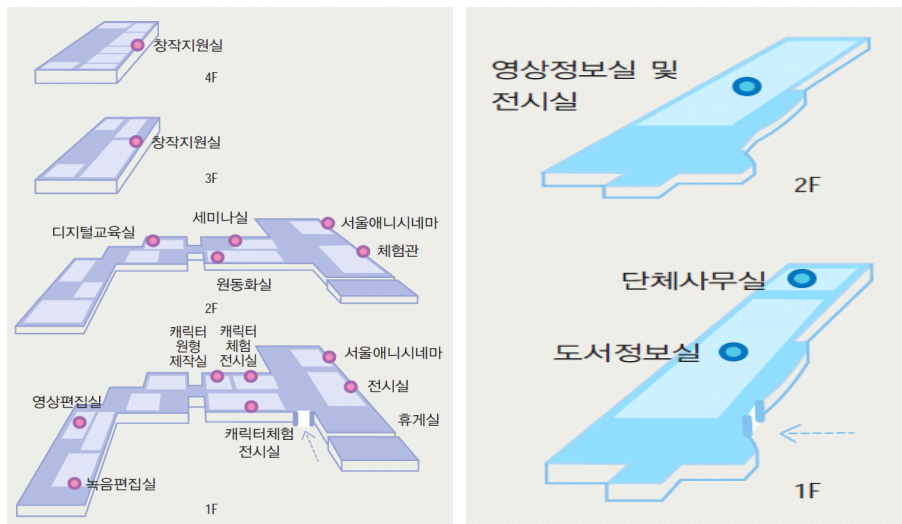 창작지원실
4F
창작지원실
3F
세미나실
서울애니시네마
디지털교육실
체험관
원동화실
2F
캐릭터
원형
제작실
캐릭터
체험
전시실
서울애니시네마
전시실
영상편집실
휴게실
캐릭터체험
전시실
녹음편집실
1F
영상정보실 및
전시실
2F
단체사무실
도서정보실
1F